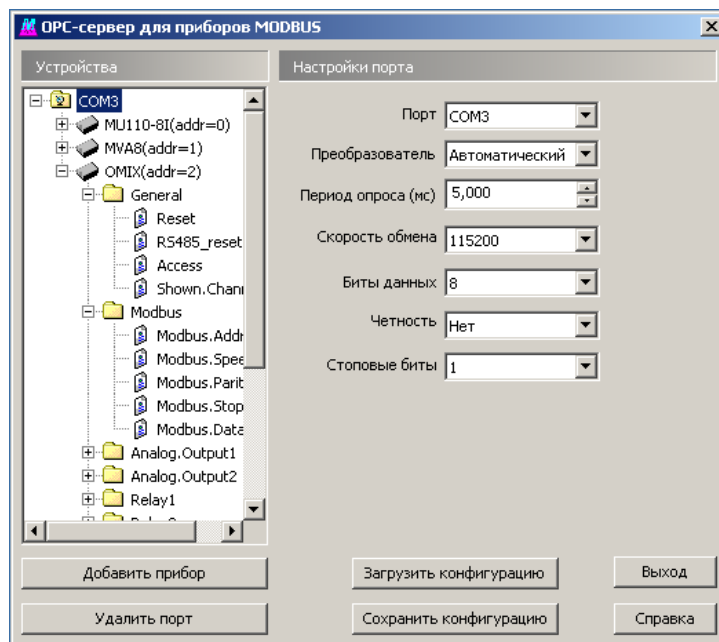 OPC-сервер для приборов MODBUS
Устройства
COM3
MU110-8I(addr=0)
MVA8(addr=1)
OMIX(addr=2)
General
Reset
RS485_reset
Access
Shown.Chan
Modbus
Modbus.Addr
Modbus.Spee
Modbus.Parit
Modbus.Stop
Modbus.Data
Analog.Output1
Analog.Output2
Relay1
Настройки порта
Порт COM3
Преобразователь Автоматический
Период опроса (мс) 5,000
Скорость обмена 115200
Биты данных 8
Четность Нет
Стоповые биты 1
Добавить прибор
Загрузить конфигурацию
Выход
Удалить порт
Сохранить конфигурацию
Справка